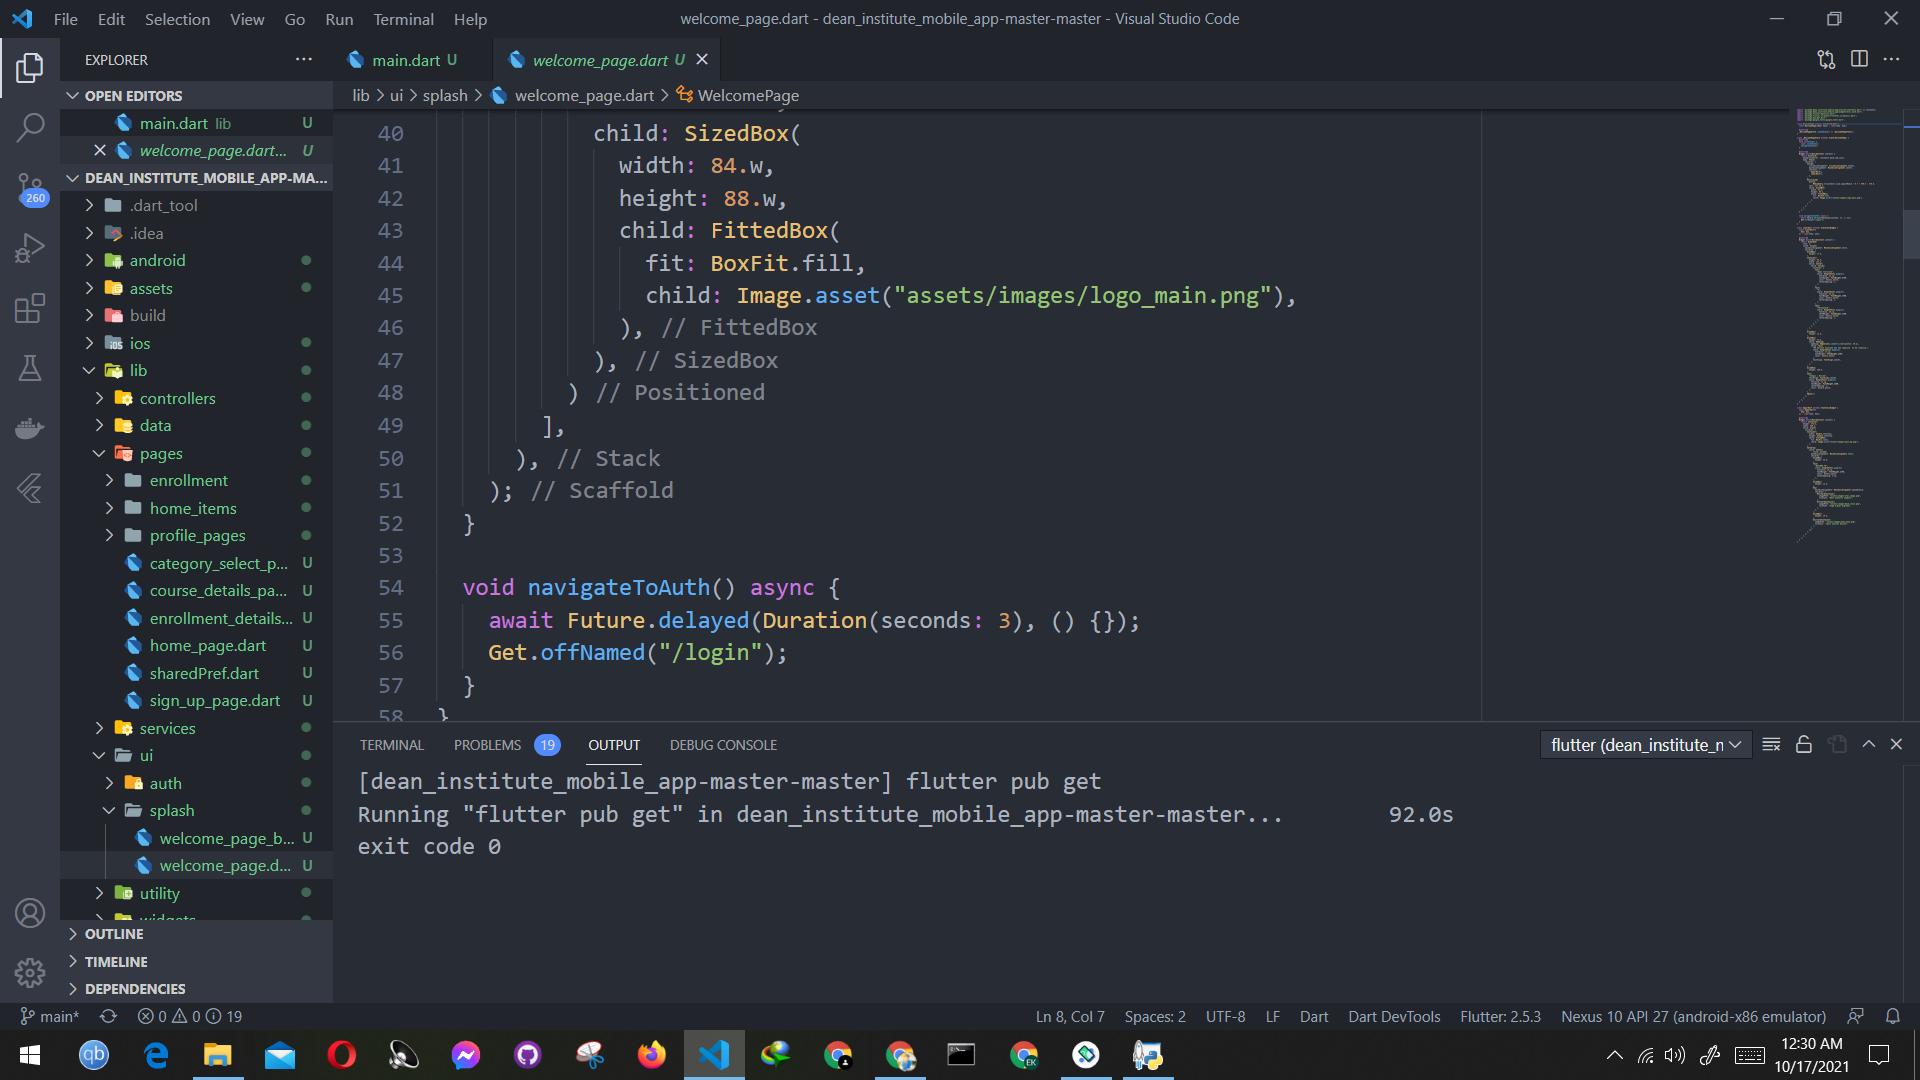 File Edit Selection View Go Run Terminal Help
welcome_page.dart - dean_institute_mobile_app-master-master - Visual Studio Code
EXPLORER
main.dart U
welcome_page.dart U
OPEN EDITORS
main.dart lib U
welcome_page.dart... U
DEAN_INSTITUTE_MOBILE_APP-MA...
260
.dart_tool
.idea
android
assets
build
ios
lib
controllers
data
pages
enrollment
home_items
profile_pages
category_select_p... U
course_details_pa... U
enrollment_details... U
home_page.dart U
sharedPref.dart U
sign_up_page.dart U
services
ui
auth
splash
welcome_page_b... U
welcome_page.d... U
utility
widgets
OUTLINE
TIMELINE
DEPENDENCIES
lib > ui > splash > welcome_page.dart > WelcomePage
40 child: SizedBox(
41 width: 84.w,
42 height: 88.w,
43 child: FittedBox(
44 fit: BoxFit.fill,
45 child: Image.asset("assets/images/logo_main.png"),
46 ), // FittedBox
47 ), // SizedBox
48 ) // Positioned
49 ],
50 ), // Stack
51 ); // Scaffold
52 }
53
54 void navigateToAuth() async {
55 await Future.delayed(Duration(seconds: 3), () {});
56 Get.offNamed("/login");
57 }
58 }
TERMINAL PROBLEMS 19 OUTPUT DEBUG CONSOLE
flutter (dean_institute_n
[dean_institute_mobile_app-master-master] flutter pub get
Running "flutter pub get" in dean_institute_mobile_app-master-master... 92.0s
exit code 0
main* 0 0 19
Ln 8, Col 7 Spaces: 2 UTF-8 LF Dart Dart DevTools Flutter: 2.5.3 Nexus 10 API 27 (android-x86 emulator)
qb
EK
12:30 AM
10/17/2021